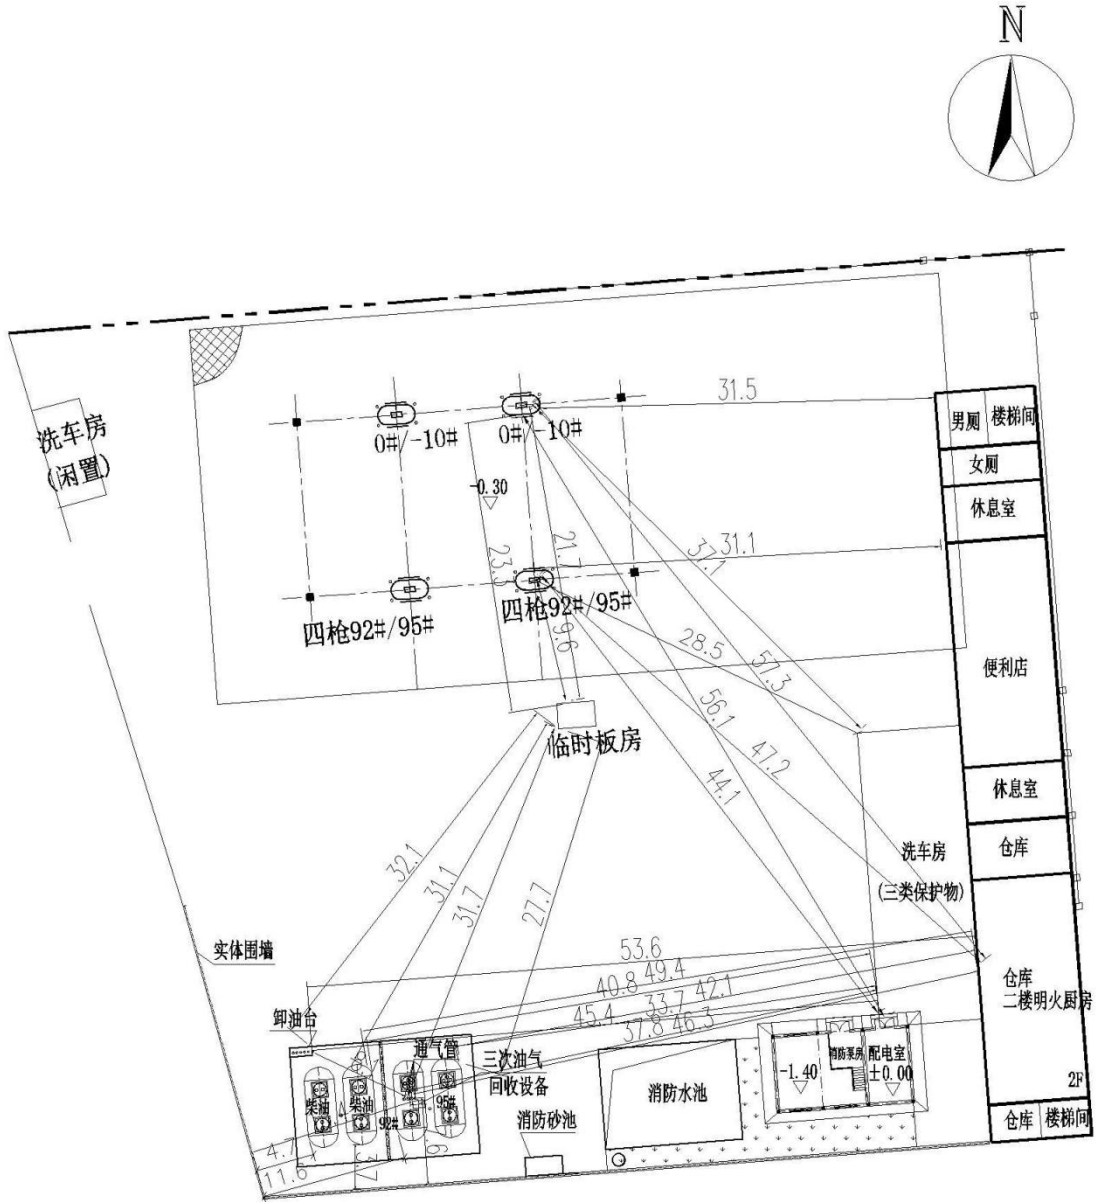 N
31.5
男厕
楼梯间
洗车房
(闲置)
0#/-10#
0#/-10#
女厕
-0.30
休息室
21.7
37.1
31.1
四枪92#/95#
四枪92#/95#
9.6
28.5
57.3
便利店
临时板房
56.1
47.2
44.1
休息室
32.1
31.1
31.7
27.7
洗车房
(三类保护物)
仓库
实体围墙
53.6
40.8
49.4
45.4
33.7
42.1
37.8
46.3
仓库
二楼明火厨房
卸油台
通气管
三次油气
回收设备
消防泵房
配电室
-1.40
±0.00
2F
柴油
柴油
92#
95#
消防水池
消防砂池
仓库
楼梯间
4.7
11.6
3.7